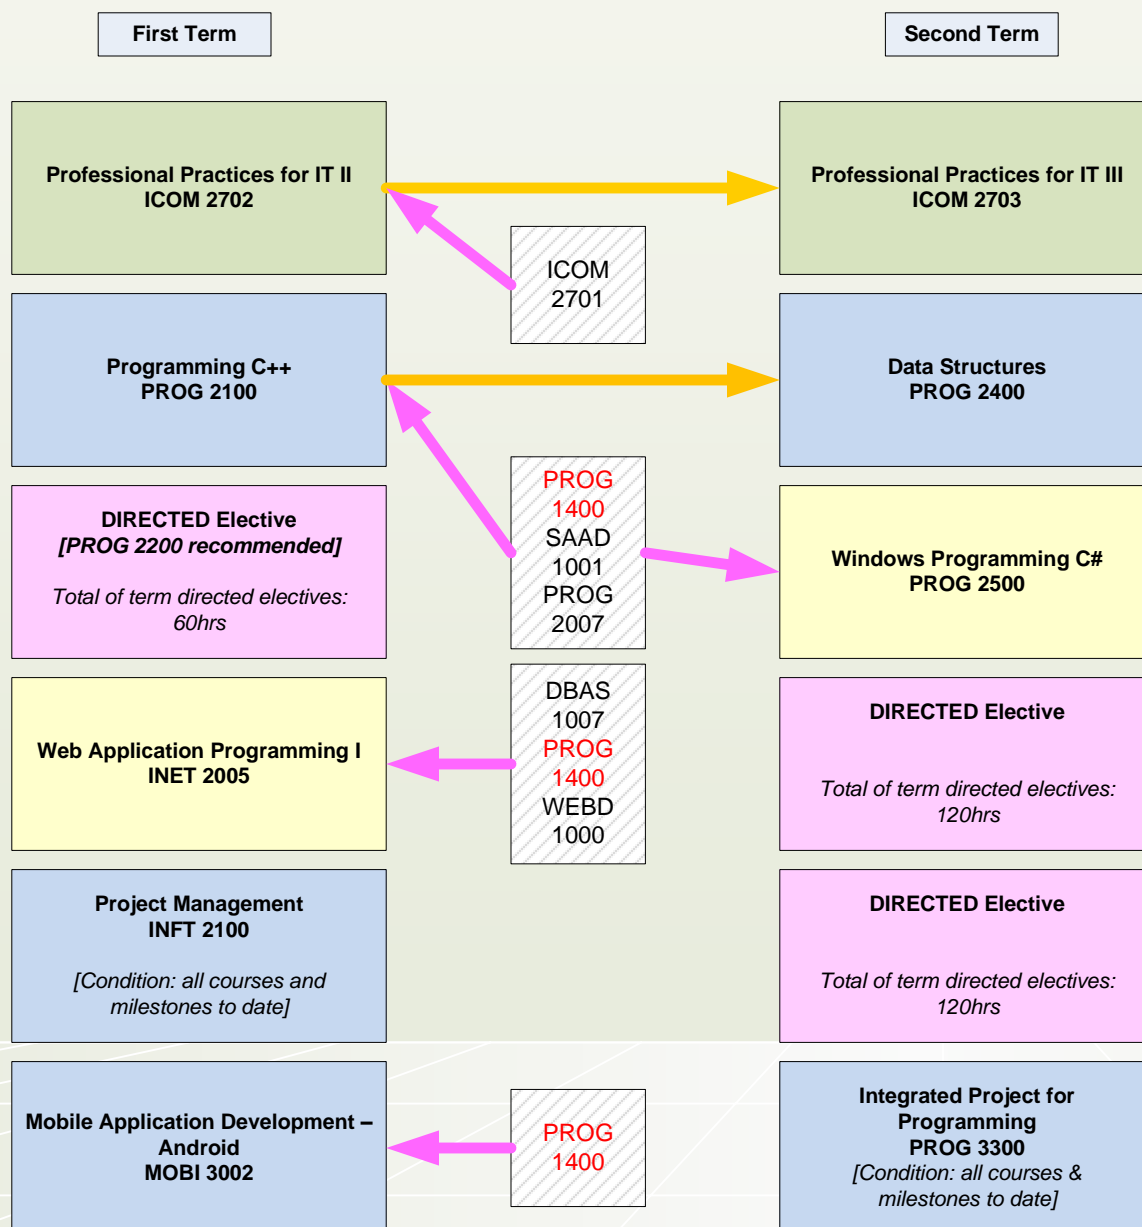 First Term
Second Term
Professional Practices for IT II
ICOM 2702
Professional Practices for IT III
ICOM 2703
ICOM
2701
Programming C++
PROG 2100
Data Structures
PROG 2400
DIRECTED Elective
[PROG 2200 recommended]
Total of term directed electives:
60hrs
PROG
1400
SAAD
1001
PROG
2007
Windows Programming C#
PROG 2500
Web Application Programming I
INET 2005
DBAS
1007
PROG
1400
WEBD
1000
DIRECTED Elective
Total of term directed electives:
120hrs
Project Management
INFT 2100
[Condition: all courses and
milestones to date]
DIRECTED Elective
Total of term directed electives:
120hrs
Mobile Application Development –
Android
MOBI 3002
PROG
1400
Integrated Project for
Programming
PROG 3300
[Condition: all courses &
milestones to date]